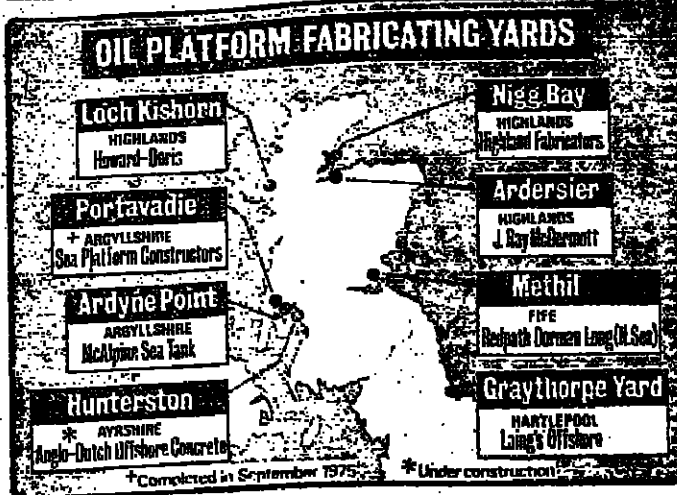 OIL PLATFORM FABRICATING YARDS
Loch Kishorn
HIGHLANDS
Howard-Doris
Portavadie
+ ARGYLLSHIRE
Sea Platform Constructors
Ardyne Point
ARGYLLSHIRE
McAlpine Sea Tank
Hunterston
* AYRSHIRE
Anglo-Dutch Offshore Concrete
Nigg Bay
HIGHLANDS
Highland Fabricators
Ardersier
HIGHLANDS
J. Ray McDermott
Methil
FIFE
Redpath Dorman Long (N.Sea)
Graythorpe Yard
HARTLEPOOL
Laing's Offshore
+Completed in September 1975
*Under construction